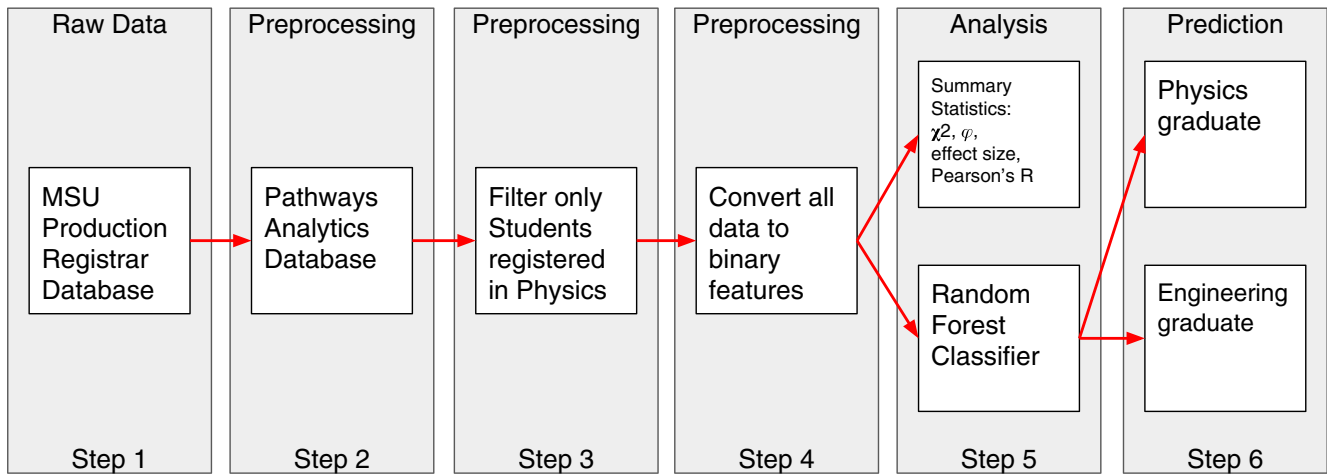 Raw Data
MSU
Production
Registrar
Database
Step 1
Preprocessing
Pathways
Analytics
Database
Step 2
Preprocessing
Filter only
Students
registered
in Physics
Step 3
Preprocessing
Convert all
data to
binary
features
Step 4
Analysis
Summary
Statistics:
χ2, φ,
effect size,
Pearson's R
Random
Forest
Classifier
Step 5
Prediction
Physics
graduate
Engineering
graduate
Step 6